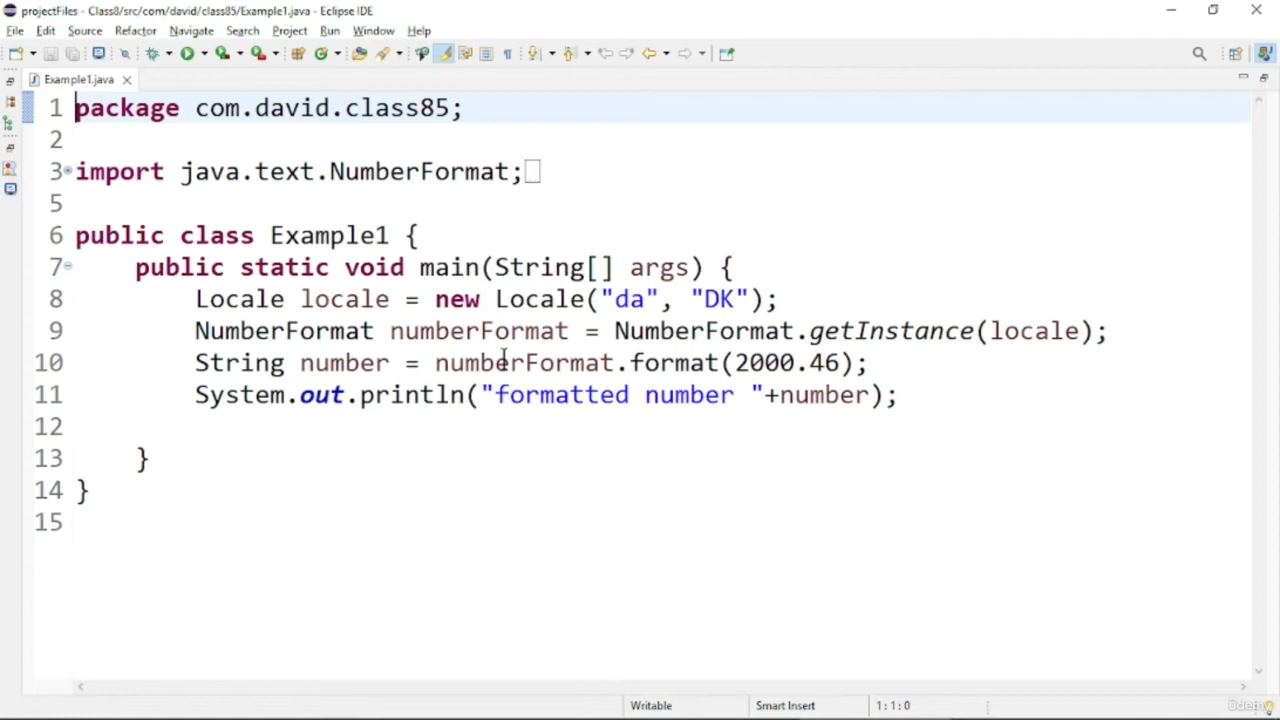 projectFiles - Class8/src/com/david/class85/Example1.java - Eclipse IDE
File Edit Source Refactor Navigate Search Project Run Window Help
Example1.java
1 package com.david.class85;
2
3 import java.text.NumberFormat;
5
6 public class Example1 {
7 public static void main(String[] args) {
8 Locale locale = new Locale("da", "DK");
9 NumberFormat numberFormat = NumberFormat.getInstance(locale);
10 String number = numberFormat.format(2000.46);
11 System.out.println("formatted number "+number);
12
13 }
14 }
15
Writable Smart Insert 1:1:0
ûdemy